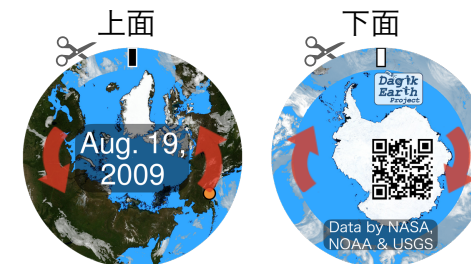 上面
下面
Aug. 19,
2009
Dagik
Earth
Project
Data by NASA,
NOAA & USGS